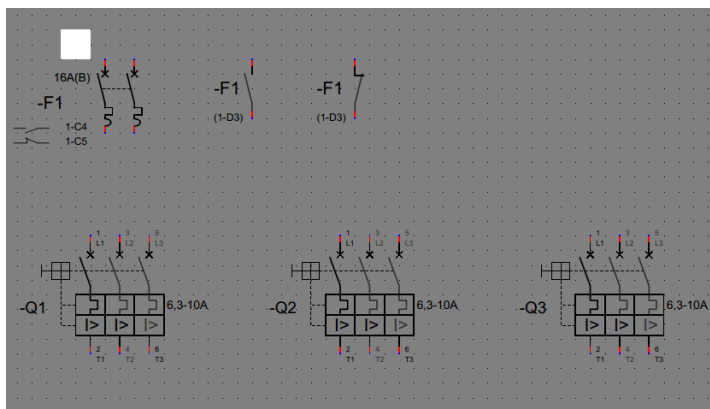 16A(B)
-F1
1-C4
1-C5
-F1
(1-D3)
-F1
(1-D3)
1 3 5
L1 L2 L3
-Q1
6,3-10A
I> I> I>
2 4 6
T1 T2 T3
1 3 5
L1 L2 L3
-Q2
6,3-10A
I> I> I>
2 4 6
T1 T2 T3
1 3 5
L1 L2 L3
-Q3
6,3-10A
I> I> I>
2 4 6
T1 T2 T3